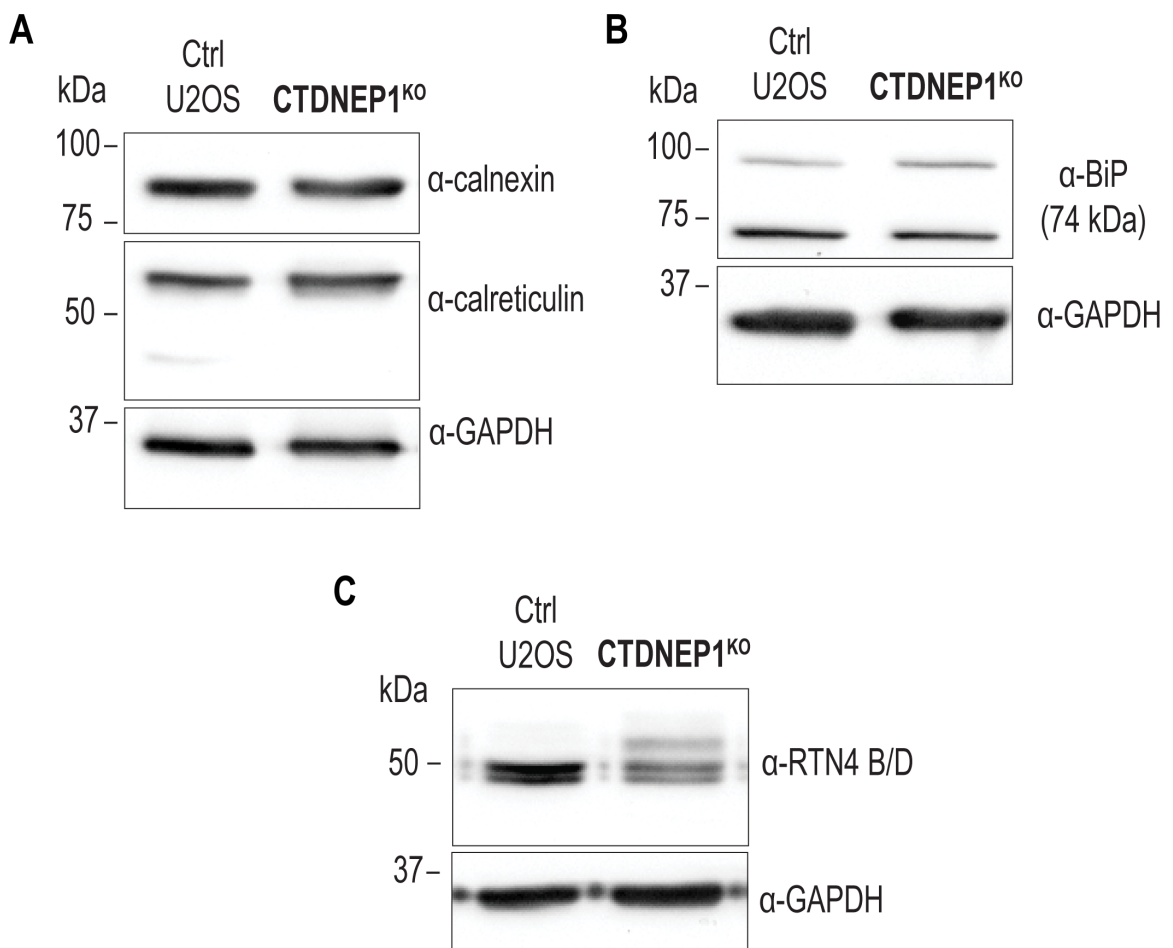 A
Ctrl
kDa U2OS CTDNEP1ᴷᴼ
100
α-calnexin
75
α-calreticulin
50
37
α-GAPDH
B
Ctrl
kDa U2OS CTDNEP1ᴷᴼ
100
α-BiP
75
(74 kDa)
37
α-GAPDH
C
Ctrl
U2OS CTDNEP1ᴷᴼ
kDa
50
α-RTN4 B/D
37
α-GAPDH